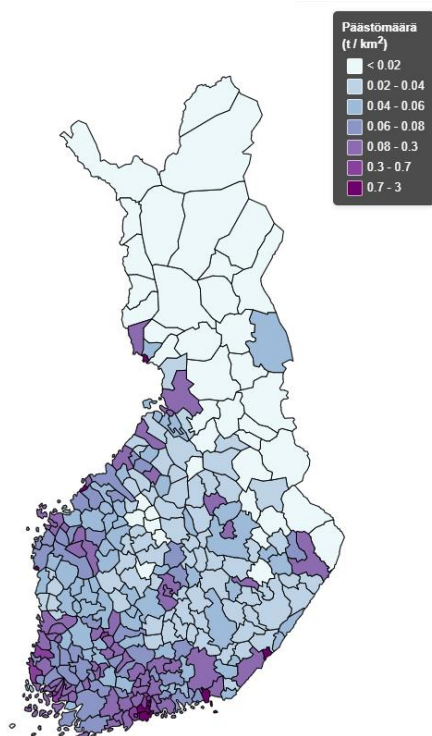 Päästömäärä
(t / km²)
< 0.02
0.02 - 0.04
0.04 - 0.06
0.06 - 0.08
0.08 - 0.3
0.3 - 0.7
0.7 - 3